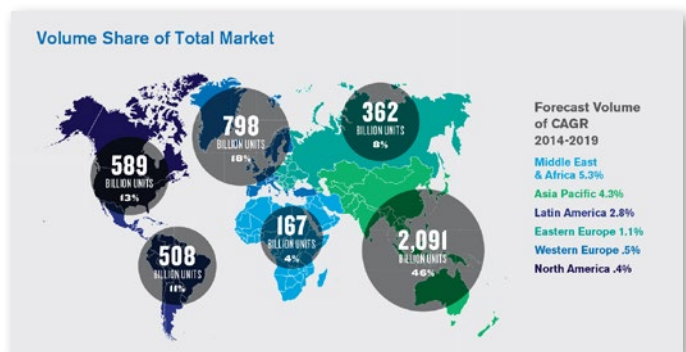 Volume Share of Total Market
798
BILLION UNITS
18%
362
BILLION UNITS
8%
589
BILLION UNITS
13%
167
BILLION UNITS
4%
508
BILLION UNITS
11%
2,091
BILLION UNITS
46%
Forecast Volume
of CAGR
2014-2019
Middle East
& Africa 5.3%
Asia Pacific 4.3%
Latin America 2.8%
Eastern Europe 1.1%
Western Europe .5%
North America .4%